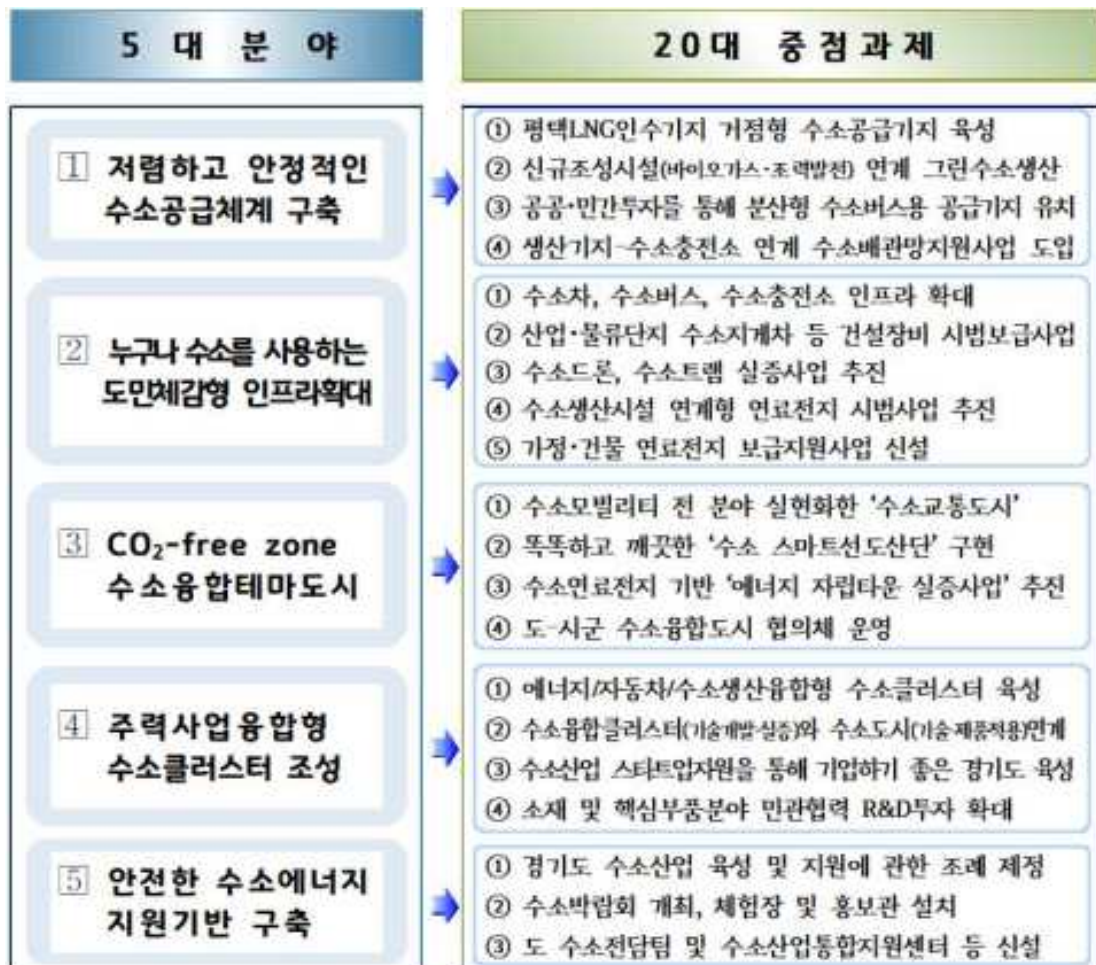 5대 분야
20대 중점과제
1 저렴하고 안정적인
수소공급체계 구축
① 평택LNG인수기지 거점형 수소공급기지 육성
② 신규조성시설(바이오가스·조력발전) 연계 그린수소생산
③ 공공·민간투자를 통해 분산형 수소버스용 공급기지 유치
④ 생산기지-수소충전소 연계 수소배관망지원사업 도입
2 누구나 수소를 사용하는
도민체감형 인프라확대
① 수소차, 수소버스, 수소충전소 인프라 확대
② 산업·물류단지 수소지게차 등 건설장비 시범보급사업
③ 수소드론, 수소트램 실증사업 추진
④ 수소생산시설 연계형 연료전지 시범사업 추진
⑤ 가정·건물 연료전지 보급지원사업 신설
3 CO₂-free zone
수소융합테마도시
① 수소모빌리티 전 분야 실현화한 ‘수소교통도시’
② 똑똑하고 깨끗한 ‘수소 스마트선도산단’ 구현
③ 수소연료전지 기반 ‘에너지 자립타운 실증사업’ 추진
④ 도-시군 수소융합도시 협의체 운영
4 주력사업융합형
수소클러스터 조성
① 에너지/자동차/수소생산융합형 수소클러스터 육성
② 수소융합클러스터(기술개발·실증)와 수소도시(기술·제품적용)연계
③ 수소산업 스타트업지원을 통해 기업하기 좋은 경기도 육성
④ 소재 및 핵심부품분야 민관협력 R&D투자 확대
5 안전한 수소에너지
지원기반 구축
① 경기도 수소산업 육성 및 지원에 관한 조례 제정
② 수소박람회 개최, 체험장 및 홍보관 설치
③ 도 수소전담팀 및 수소산업통합지원센터 등 신설